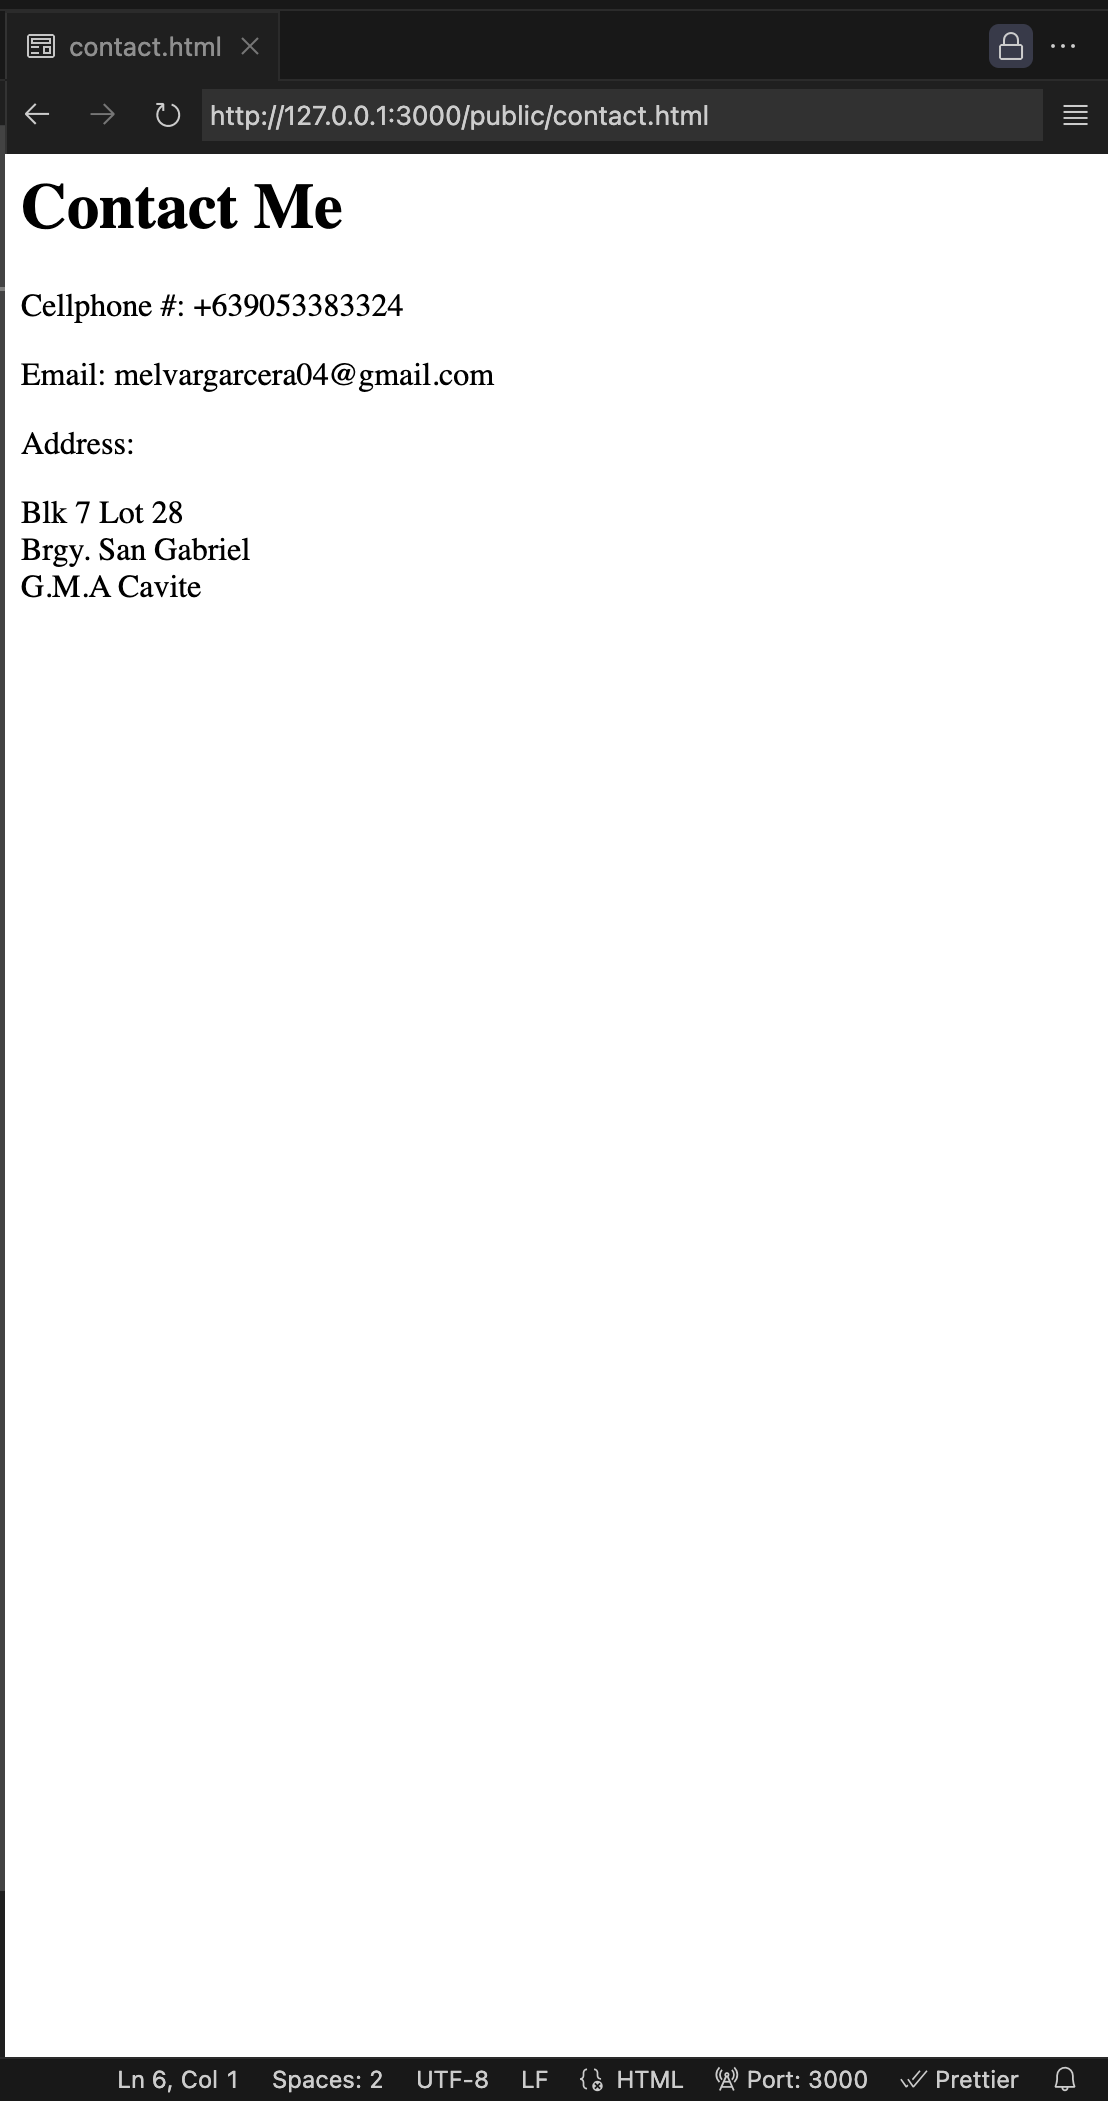 contact.html
http://127.0.0.1:3000/public/contact.html
Contact Me
Cellphone #: +639053383324
Email: melvargarcera04@gmail.com
Address:
Blk 7 Lot 28
Brgy. San Gabriel
G.M.A Cavite
Ln 6, Col 1 Spaces: 2 UTF-8 LF HTML Port: 3000 Prettier